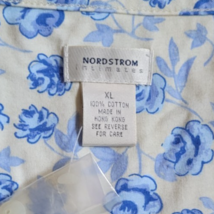 NORDSTROM
intimates
XL
100% COTTON
MADE IN
HONG KONG
SEE REVERSE
FOR CARE